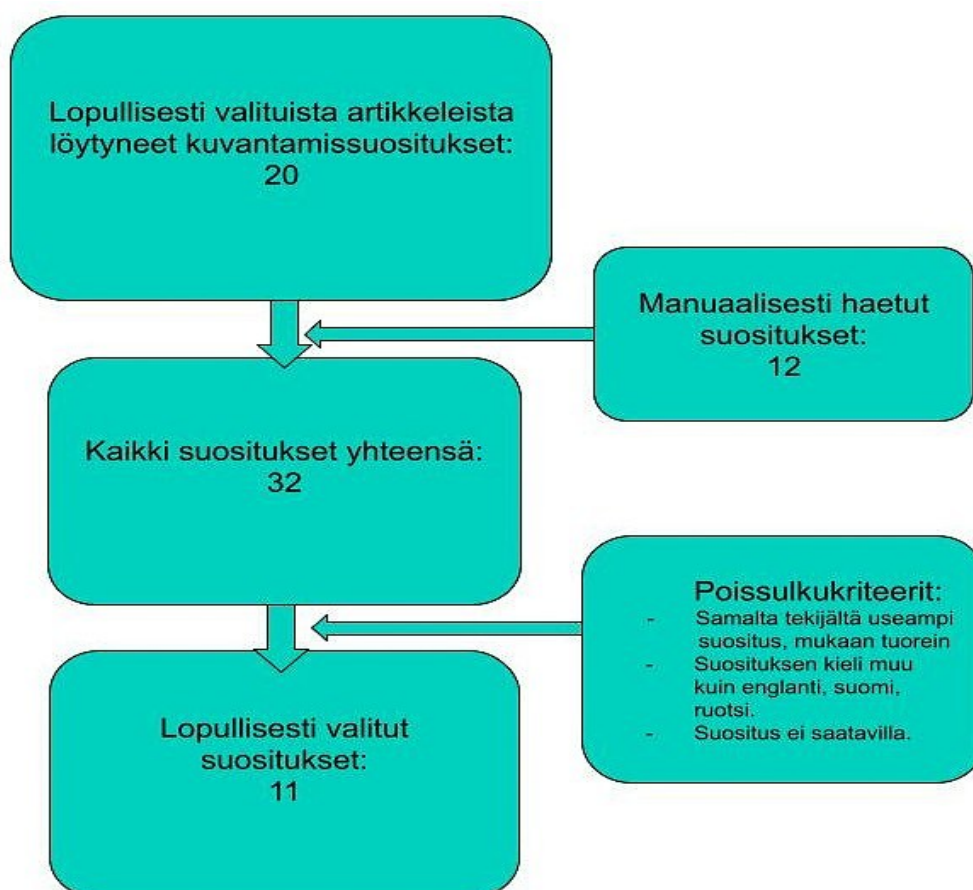 Lopullisesti valituista artikkeleista
löytyneet kuvantamissuositukset:
20
Manuaalisesti haetut
suositukset:
12
Kaikki suositukset yhteensä:
32
Poissulkukriteerit:
- Samalta tekijältä useampi
suositus, mukaan tuorein
- Suosituksen kieli muu
kuin englanti, suomi,
ruotsi.
- Suositus ei saatavilla.
Lopullisesti valitut
suositukset:
11